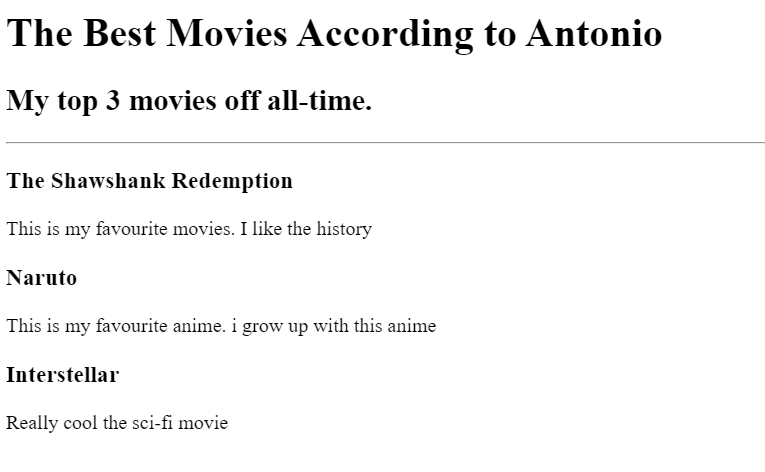 The Best Movies According to Antonio
My top 3 movies off all-time.
The Shawshank Redemption
This is my favourite movies. I like the history
Naruto
This is my favourite anime. i grow up with this anime
Interstellar
Really cool the sci-fi movie